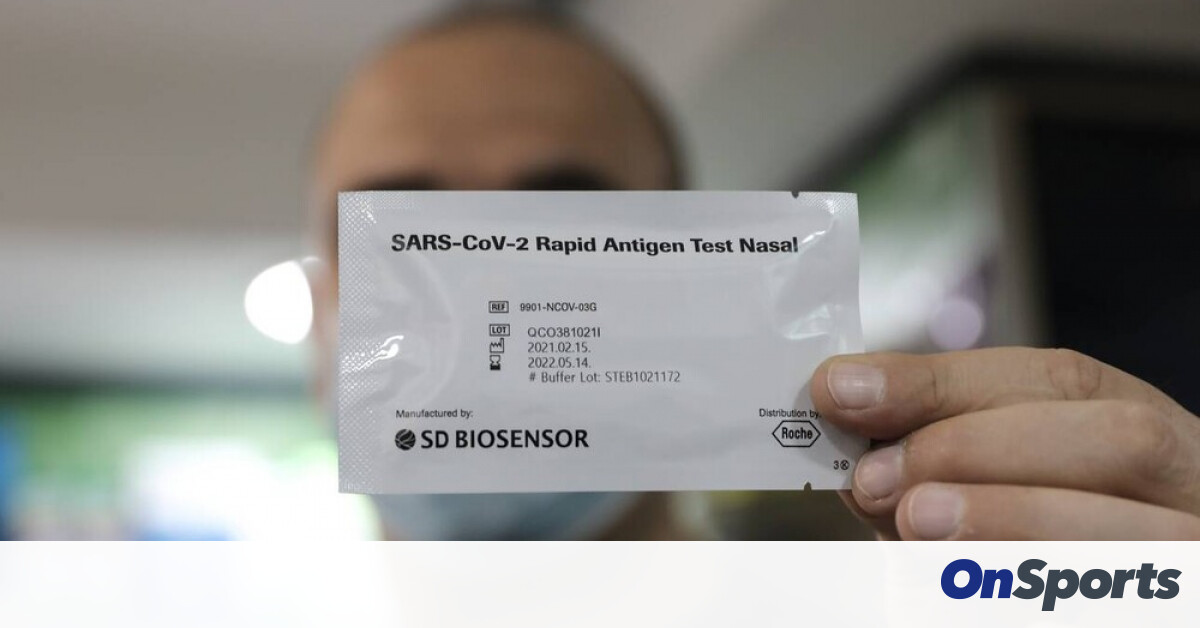 SARS-CoV-2 Rapid Antigen Test Nasal
REF 9901-NCOV-03G
LOT QCO381021I
2021.02.15.
2022.05.14.
# Buffer Lot: STEB1021172
Manufactured by:
SD BIOSENSOR
Distribution by:
Roche
3
OnSports